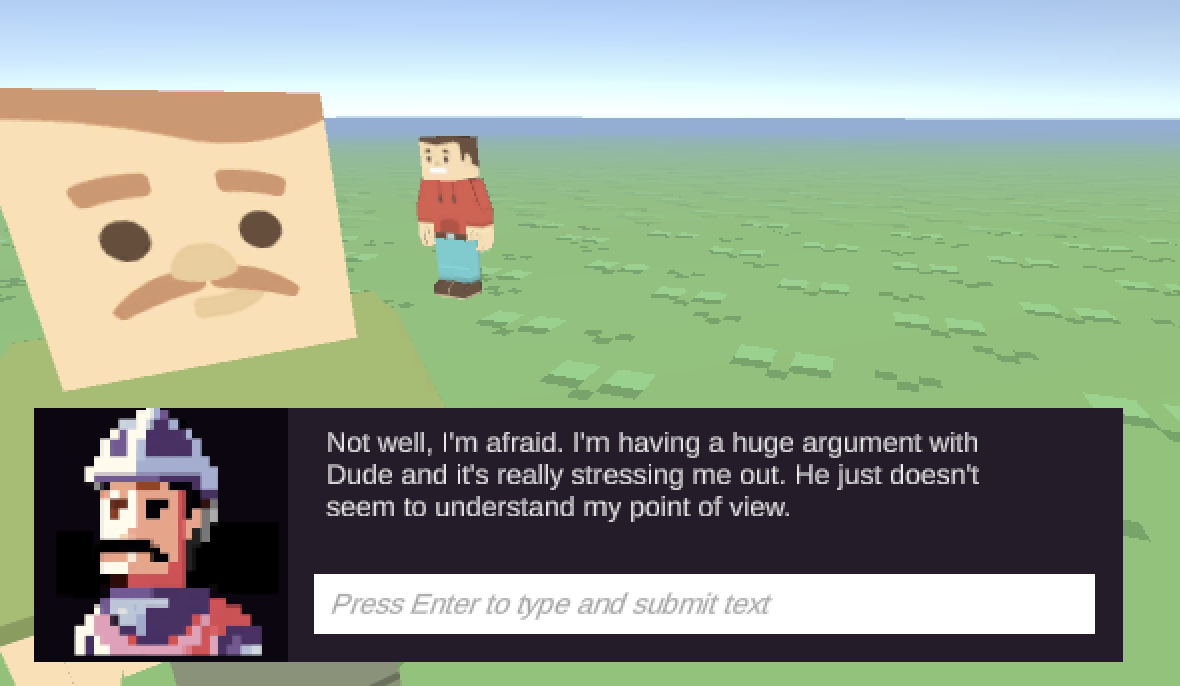 Not well, I'm afraid. I'm having a huge argument with
Dude and it's really stressing me out. He just doesn't
seem to understand my point of view.
Press Enter to type and submit text